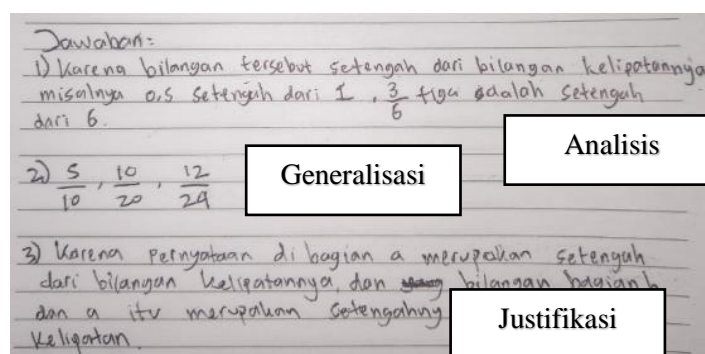 Jawaban:
1) Karena bilangan tersebut setengah dari bilangan kelipatannya
misalnya 0,5 setengah dari 1, 3/6 tiga adalah setengah
dari 6.
Analisis
2) 5/10, 10/20, 12/24
Generalisasi
3) Karena pernyataan di bagian a merupakan setengah
dari bilangan kelipatannya, dan bilangan bagian b
dan a itu merupakan setengahny
Kelipatan.
Justifikasi